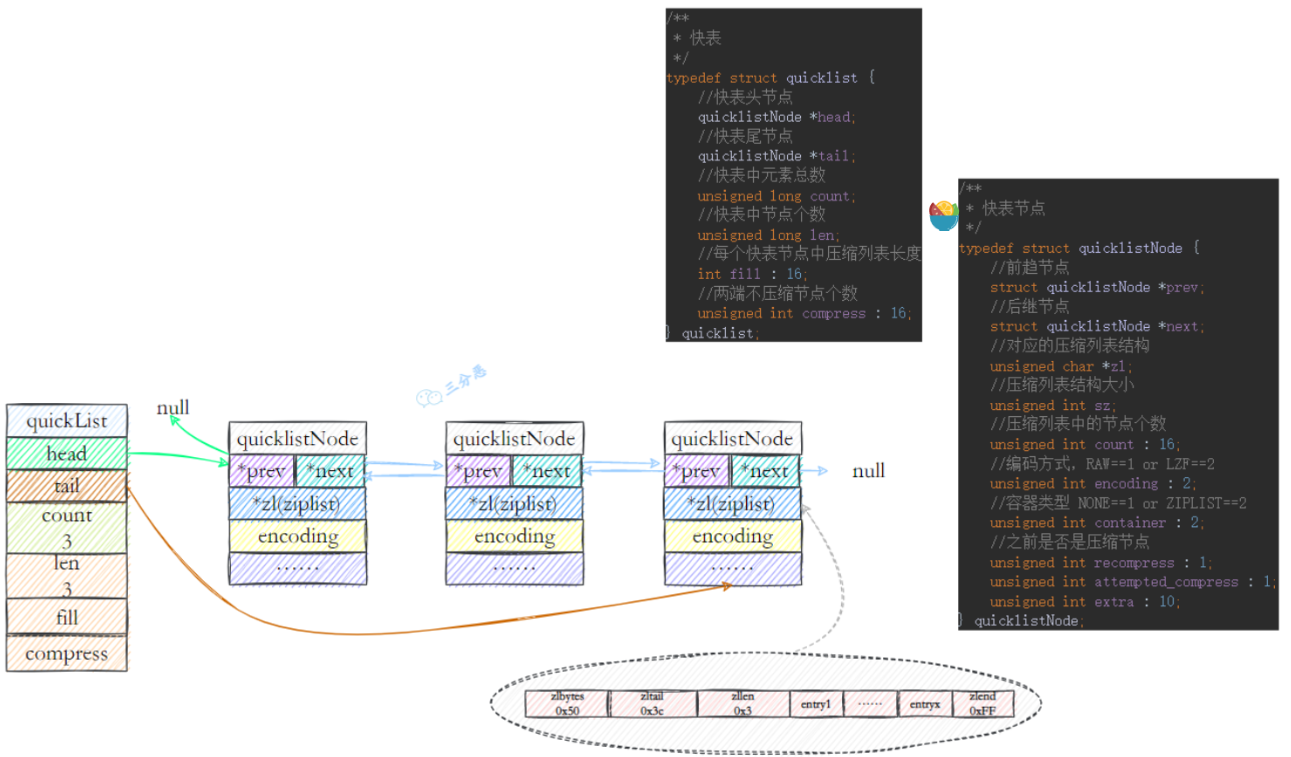 /**
 * 快表
 */
typedef struct quicklist {
//快表头节点
quicklistNode *head;
//快表尾节点
quicklistNode *tail;
//快表中元素总数
unsigned long count;
//快表中节点个数
unsigned long len;
//每个快表节点中压缩列表长度
int fill : 16;
//两端不压缩节点个数
unsigned int compress : 16;
} quicklist;
/**
 * 快表节点
 */
typedef struct quicklistNode {
//前趋节点
struct quicklistNode *prev;
//后继节点
struct quicklistNode *next;
//对应的压缩列表结构
unsigned char *zl;
//压缩列表结构大小
unsigned int sz;
//压缩列表中的节点个数
unsigned int count : 16;
//编码方式, RAW==1 or LZF==2
unsigned int encoding : 2;
//容器类型 NONE==1 or ZIPLIST==2
unsigned int container : 2;
//之前是否是压缩节点
unsigned int recompress : 1;
unsigned int attempted_compress : 1;
unsigned int extra : 10;
} quicklistNode;
三分恶
quickList
head
tail
count
3
len
3
fill
compress
null
quicklistNode
*prev *next
*zl(ziplist)
encoding
······
quicklistNode
*prev *next
*zl(ziplist)
encoding
······
quicklistNode
*prev *next
*zl(ziplist)
encoding
······
null
zlbytes
0x50
zltail
0x3c
zllen
0x3
entry1
······
entryx
zlend
0xFF